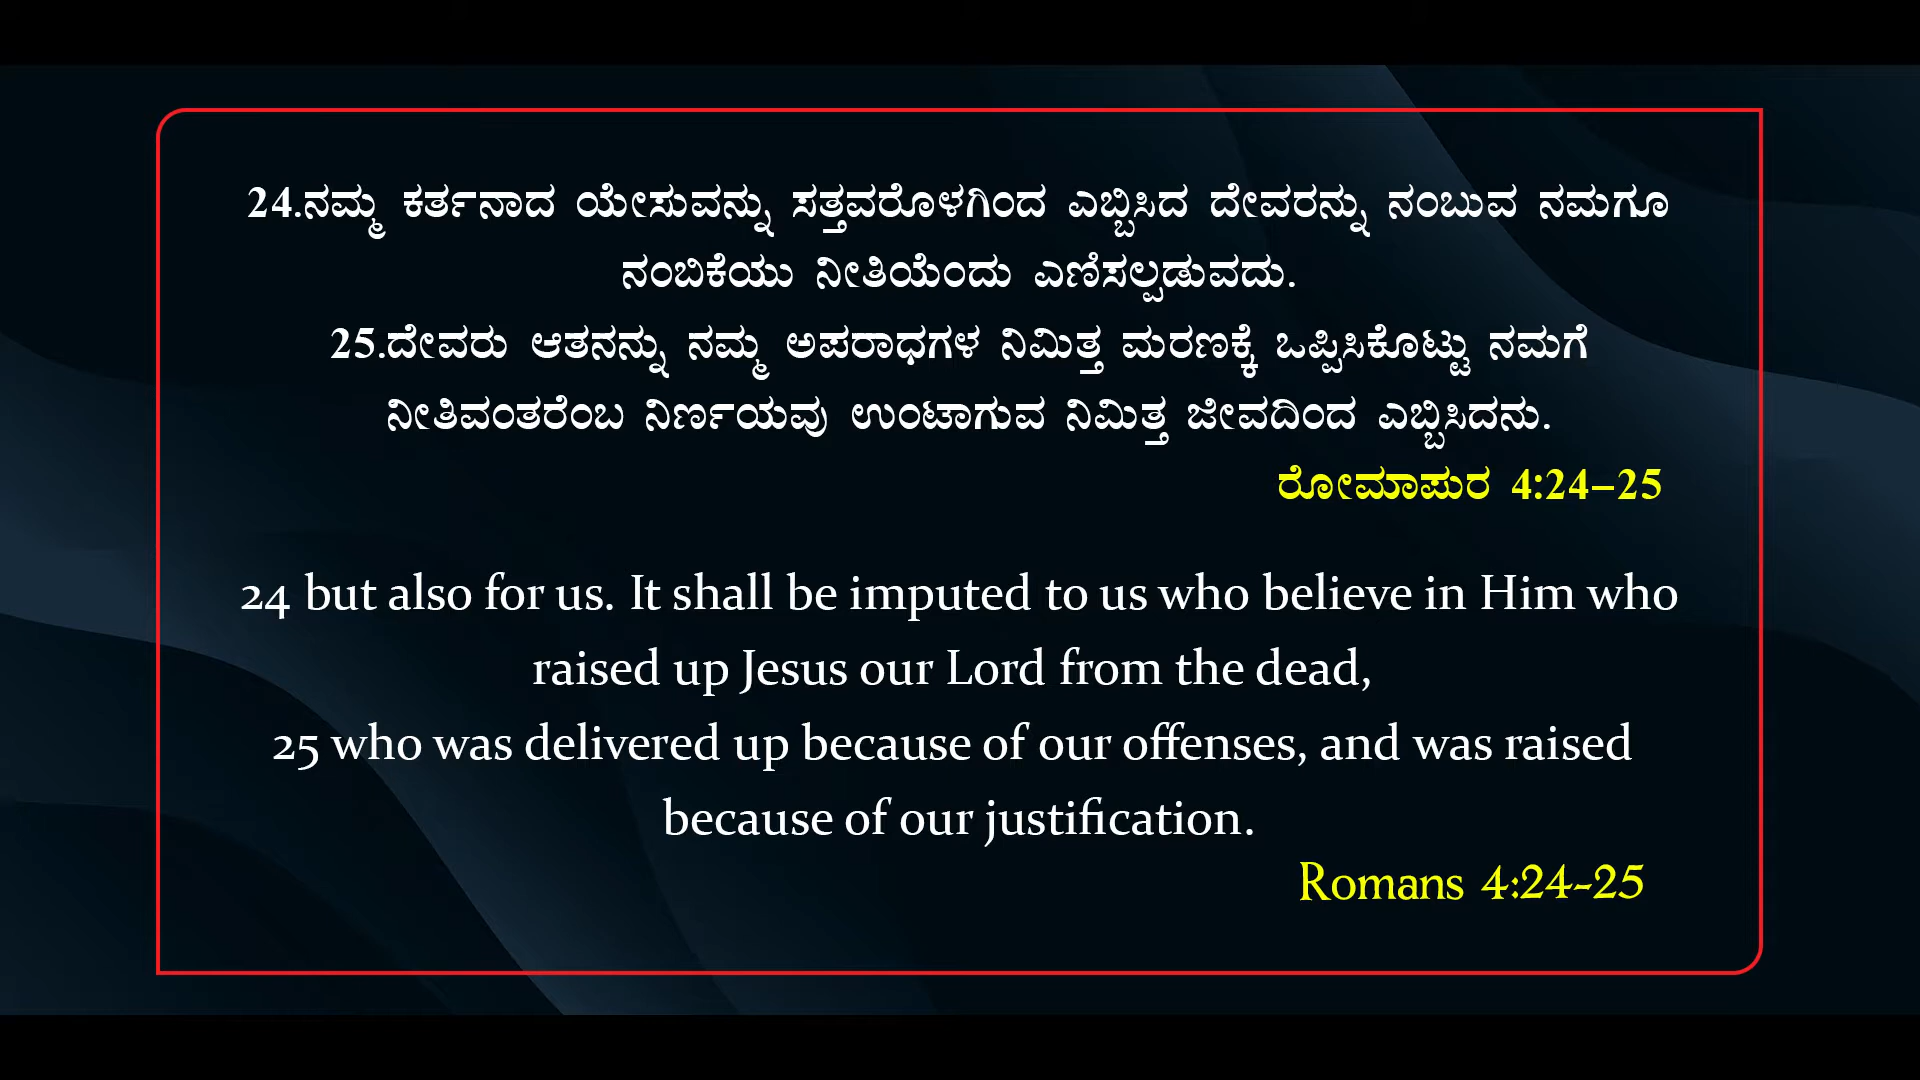 24.ನಮ್ಮ ಕರ್ತನಾದ ಯೇಸುವನ್ನು ಸತ್ತವರೊಳಗಿಂದ ಎಬ್ಬಿಸಿದ ದೇವರನ್ನು ನಂಬುವ ನಮಗೂ
ನಂಬಿಕೆಯು ನೀತಿಯೆಂದು ಎಣಿಸಲ್ಪಡುವದು.
25.ದೇವರು ಆತನನ್ನು ನಮ್ಮ ಅಪರಾಧಗಳ ನಿಮಿತ್ತ ಮರಣಕ್ಕೆ ಒಪ್ಪಿಸಿಕೊಟ್ಟು ನಮಗೆ
ನೀತಿವಂತರೆಂಬ ನಿರ್ಣಯವು ಉಂಟಾಗುವ ನಿಮಿತ್ತ ಜೀವದಿಂದ ಎಬ್ಬಿಸಿದನು.
ರೋಮಾಪುರ 4:24–25
24 but also for us. It shall be imputed to us who believe in Him who
raised up Jesus our Lord from the dead,
25 who was delivered up because of our offenses, and was raised
because of our justification.
Romans 4:24-25